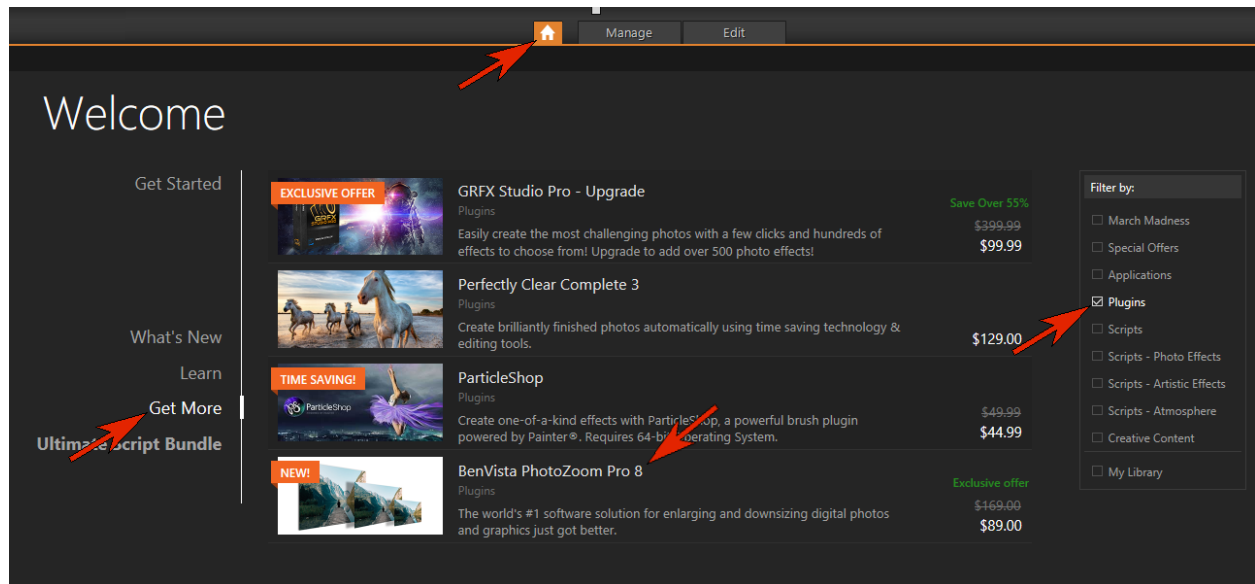 Manage
Edit
Welcome
Get Started
What's New
Learn
Get More
Ultimate Script Bundle
EXCLUSIVE OFFER
GRFX
GRFX Studio Pro - Upgrade
Plugins
Easily create the most challenging photos with a few clicks and hundreds of
effects to choose from! Upgrade to add over 500 photo effects!
Save Over 55%
$399.99
$99.99
Perfectly Clear Complete 3
Plugins
Create brilliantly finished photos automatically using time saving technology &
editing tools.
$129.00
TIME SAVING!
ParticleShop
ParticleShop
Plugins
Create one-of-a-kind effects with ParticleShop, a powerful brush plugin
powered by Painter®. Requires 64-bit Operating System.
$49.99
$44.99
NEW!
BenVista PhotoZoom Pro 8
Plugins
The world's #1 software solution for enlarging and downsizing digital photos
and graphics just got better.
Exclusive offer
$169.00
$89.00
Filter by:
March Madness
Special Offers
Applications
Plugins
Scripts
Scripts - Photo Effects
Scripts - Artistic Effects
Scripts - Atmosphere
Creative Content
My Library